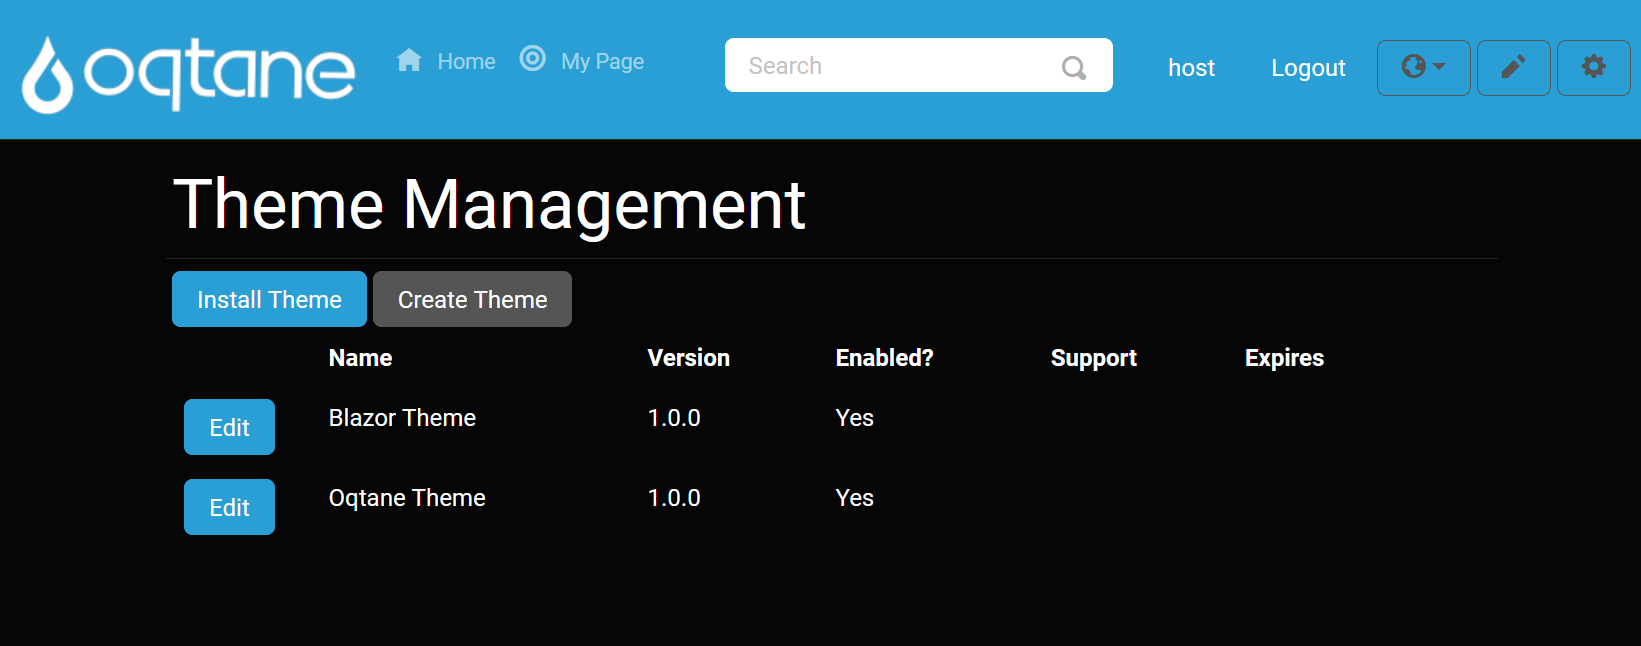 oqtane Home My Page Search host Logout
Theme Management
Install Theme Create Theme
Name Version Enabled? Support Expires
Edit Blazor Theme 1.0.0 Yes
Edit Oqtane Theme 1.0.0 Yes